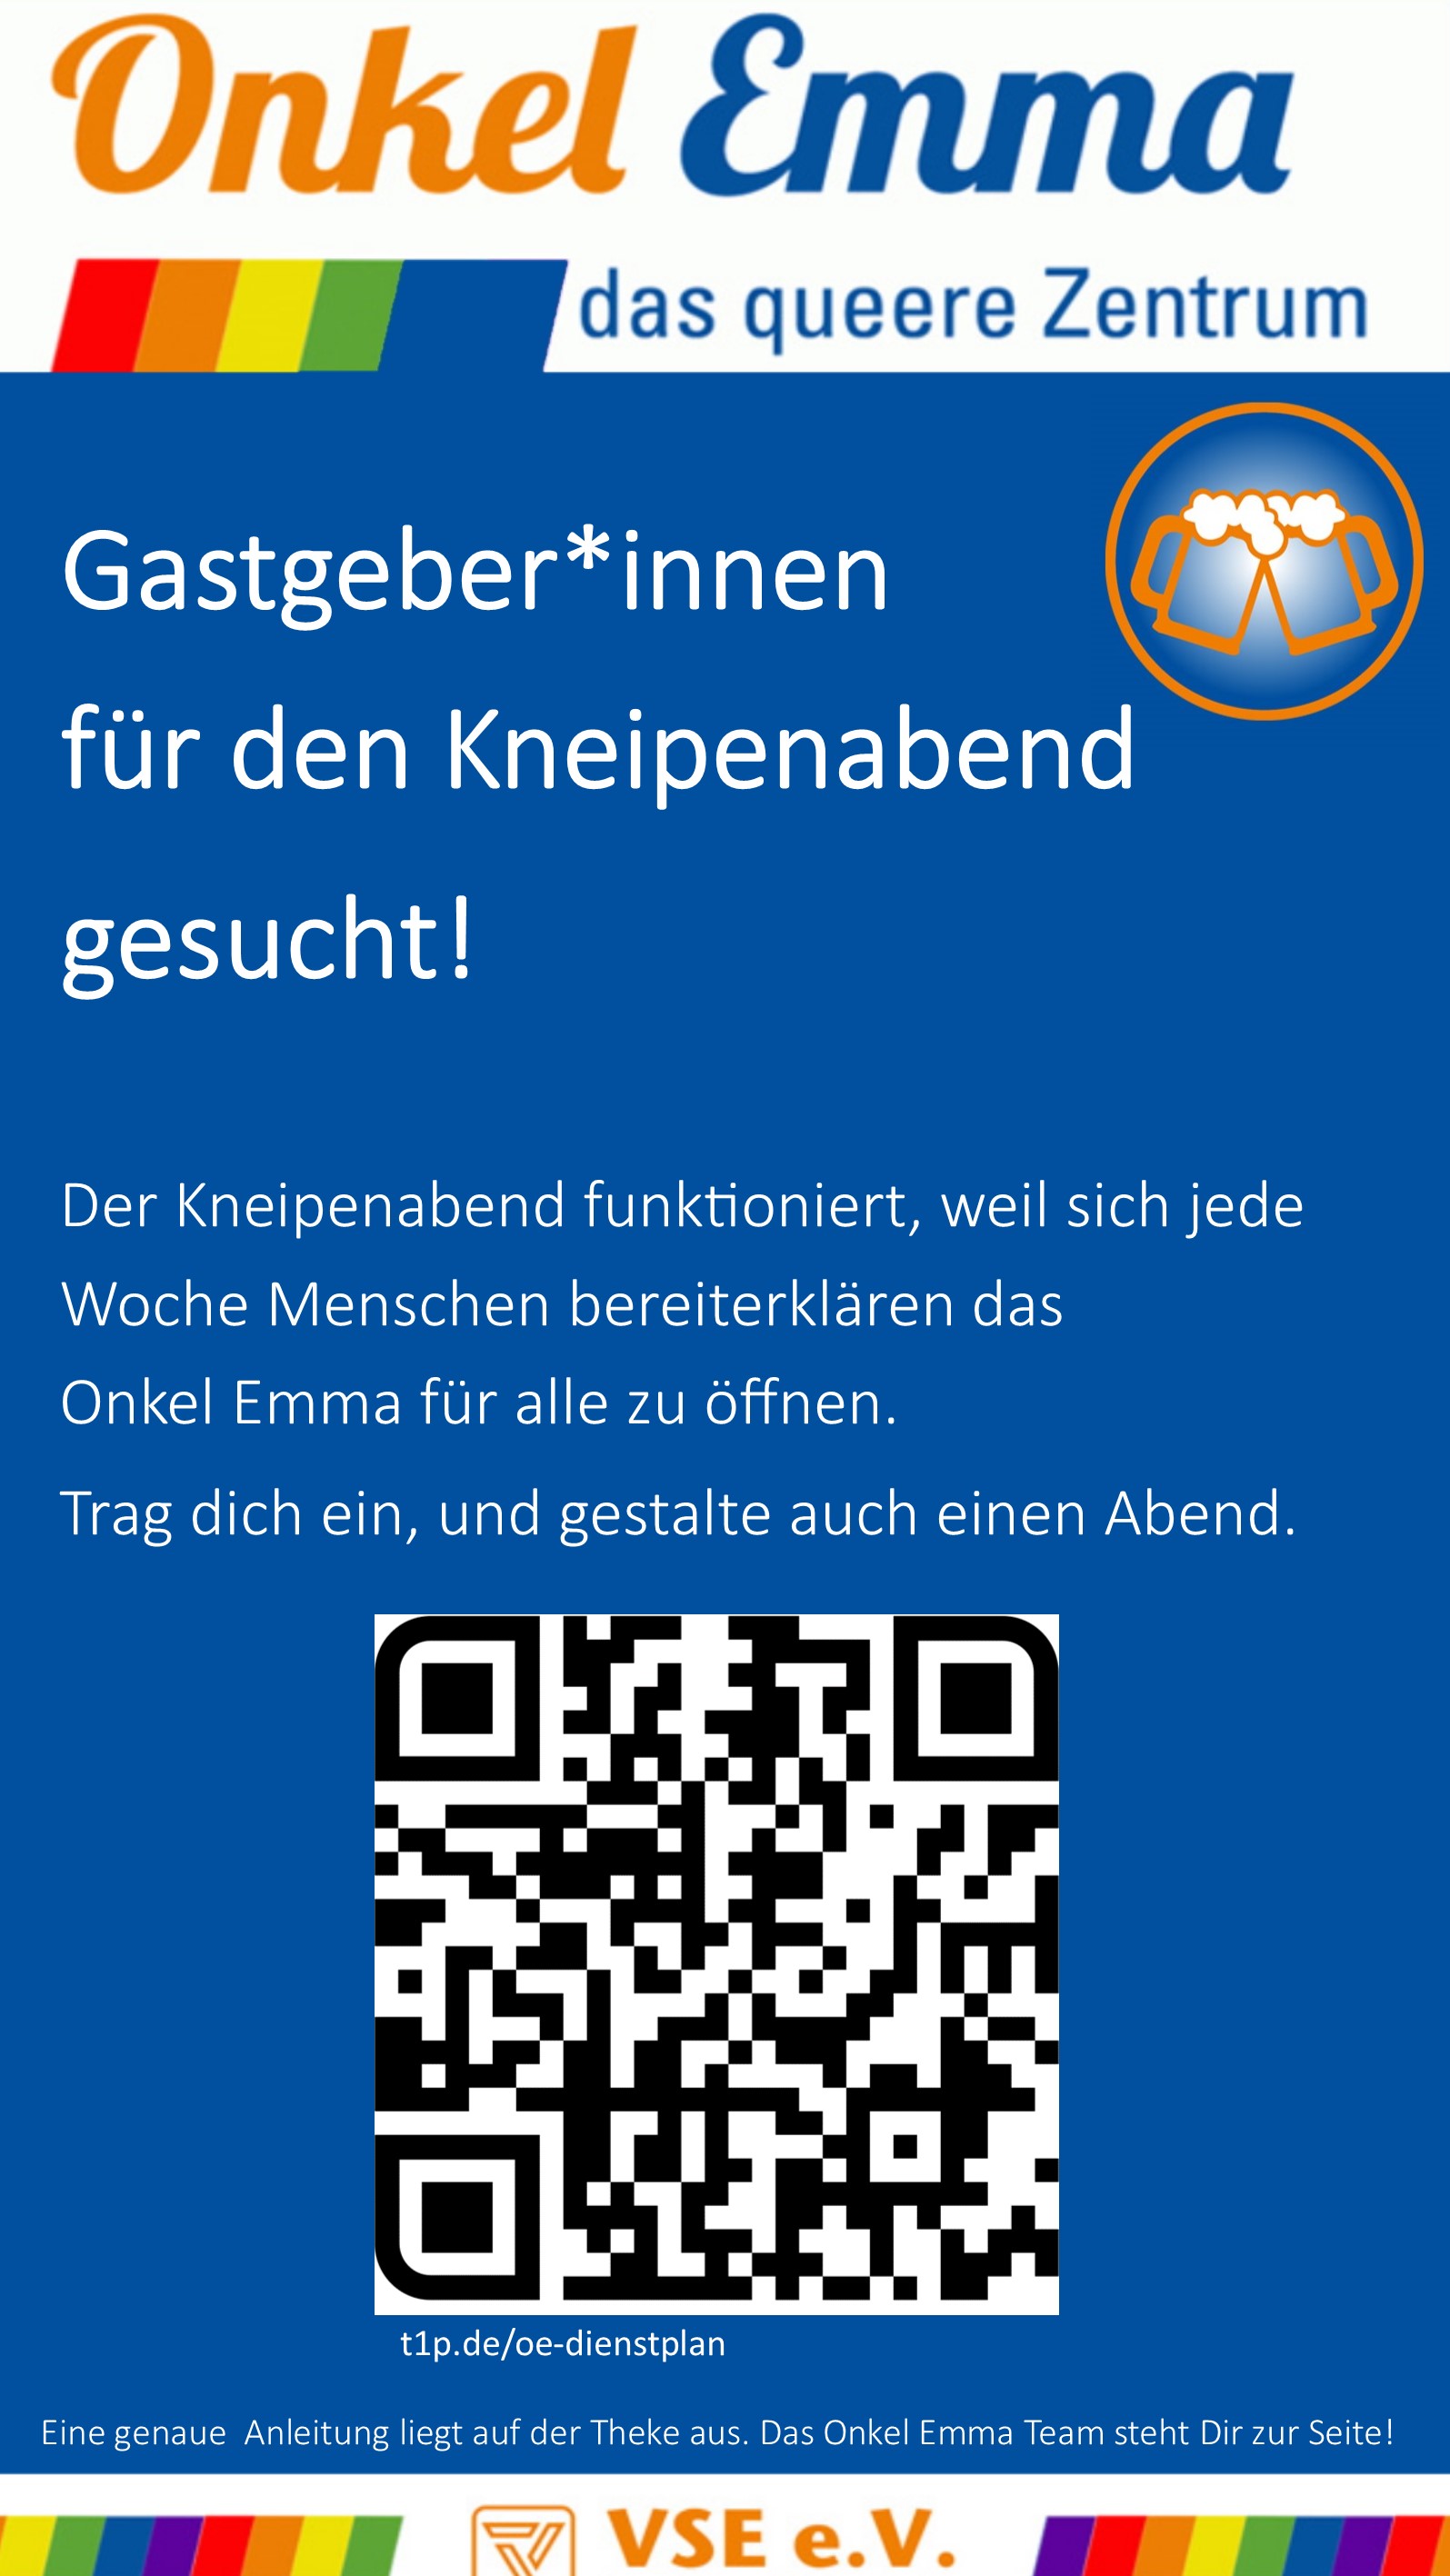 Onkel Emma
das queere Zentrum
Gastgeber*innen
für den Kneipenabend
gesucht!
Der Kneipenabend funktioniert, weil sich jede
Woche Menschen bereiterklären das
Onkel Emma für alle zu öffnen.
Trag dich ein, und gestalte auch einen Abend.
t1p.de/oe-dienstplan
Eine genaue  Anleitung liegt auf der Theke aus. Das Onkel Emma Team steht Dir zur Seite!
VSE e.V.